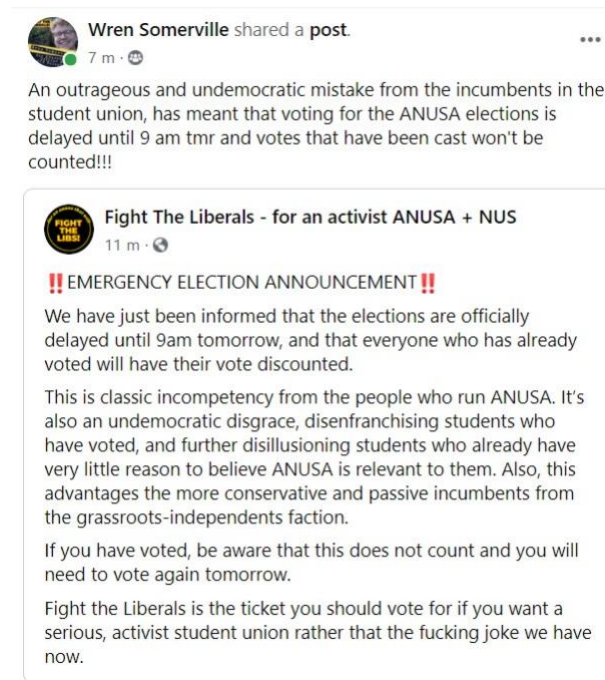 Wren Somerville shared a post.
7 m ·
An outrageous and undemocratic mistake from the incumbents in the
student union, has meant that voting for the ANUSA elections is
delayed until 9 am tmr and votes that have been cast won't be
counted!!!
FIGHT
THE
LIBS!
Fight The Liberals - for an activist ANUSA + NUS
11 m ·
‼️EMERGENCY ELECTION ANNOUNCEMENT‼️
We have just been informed that the elections are officially
delayed until 9am tomorrow, and that everyone who has already
voted will have their vote discounted.
This is classic incompetency from the people who run ANUSA. It's
also an undemocratic disgrace, disenfranchising students who
have voted, and further disillusioning students who already have
very little reason to believe ANUSA is relevant to them. Also, this
advantages the more conservative and passive incumbents from
the grassroots-independents faction.
If you have voted, be aware that this does not count and you will
need to vote again tomorrow.
Fight the Liberals is the ticket you should vote for if you want a
serious, activist student union rather that the fucking joke we have
now.